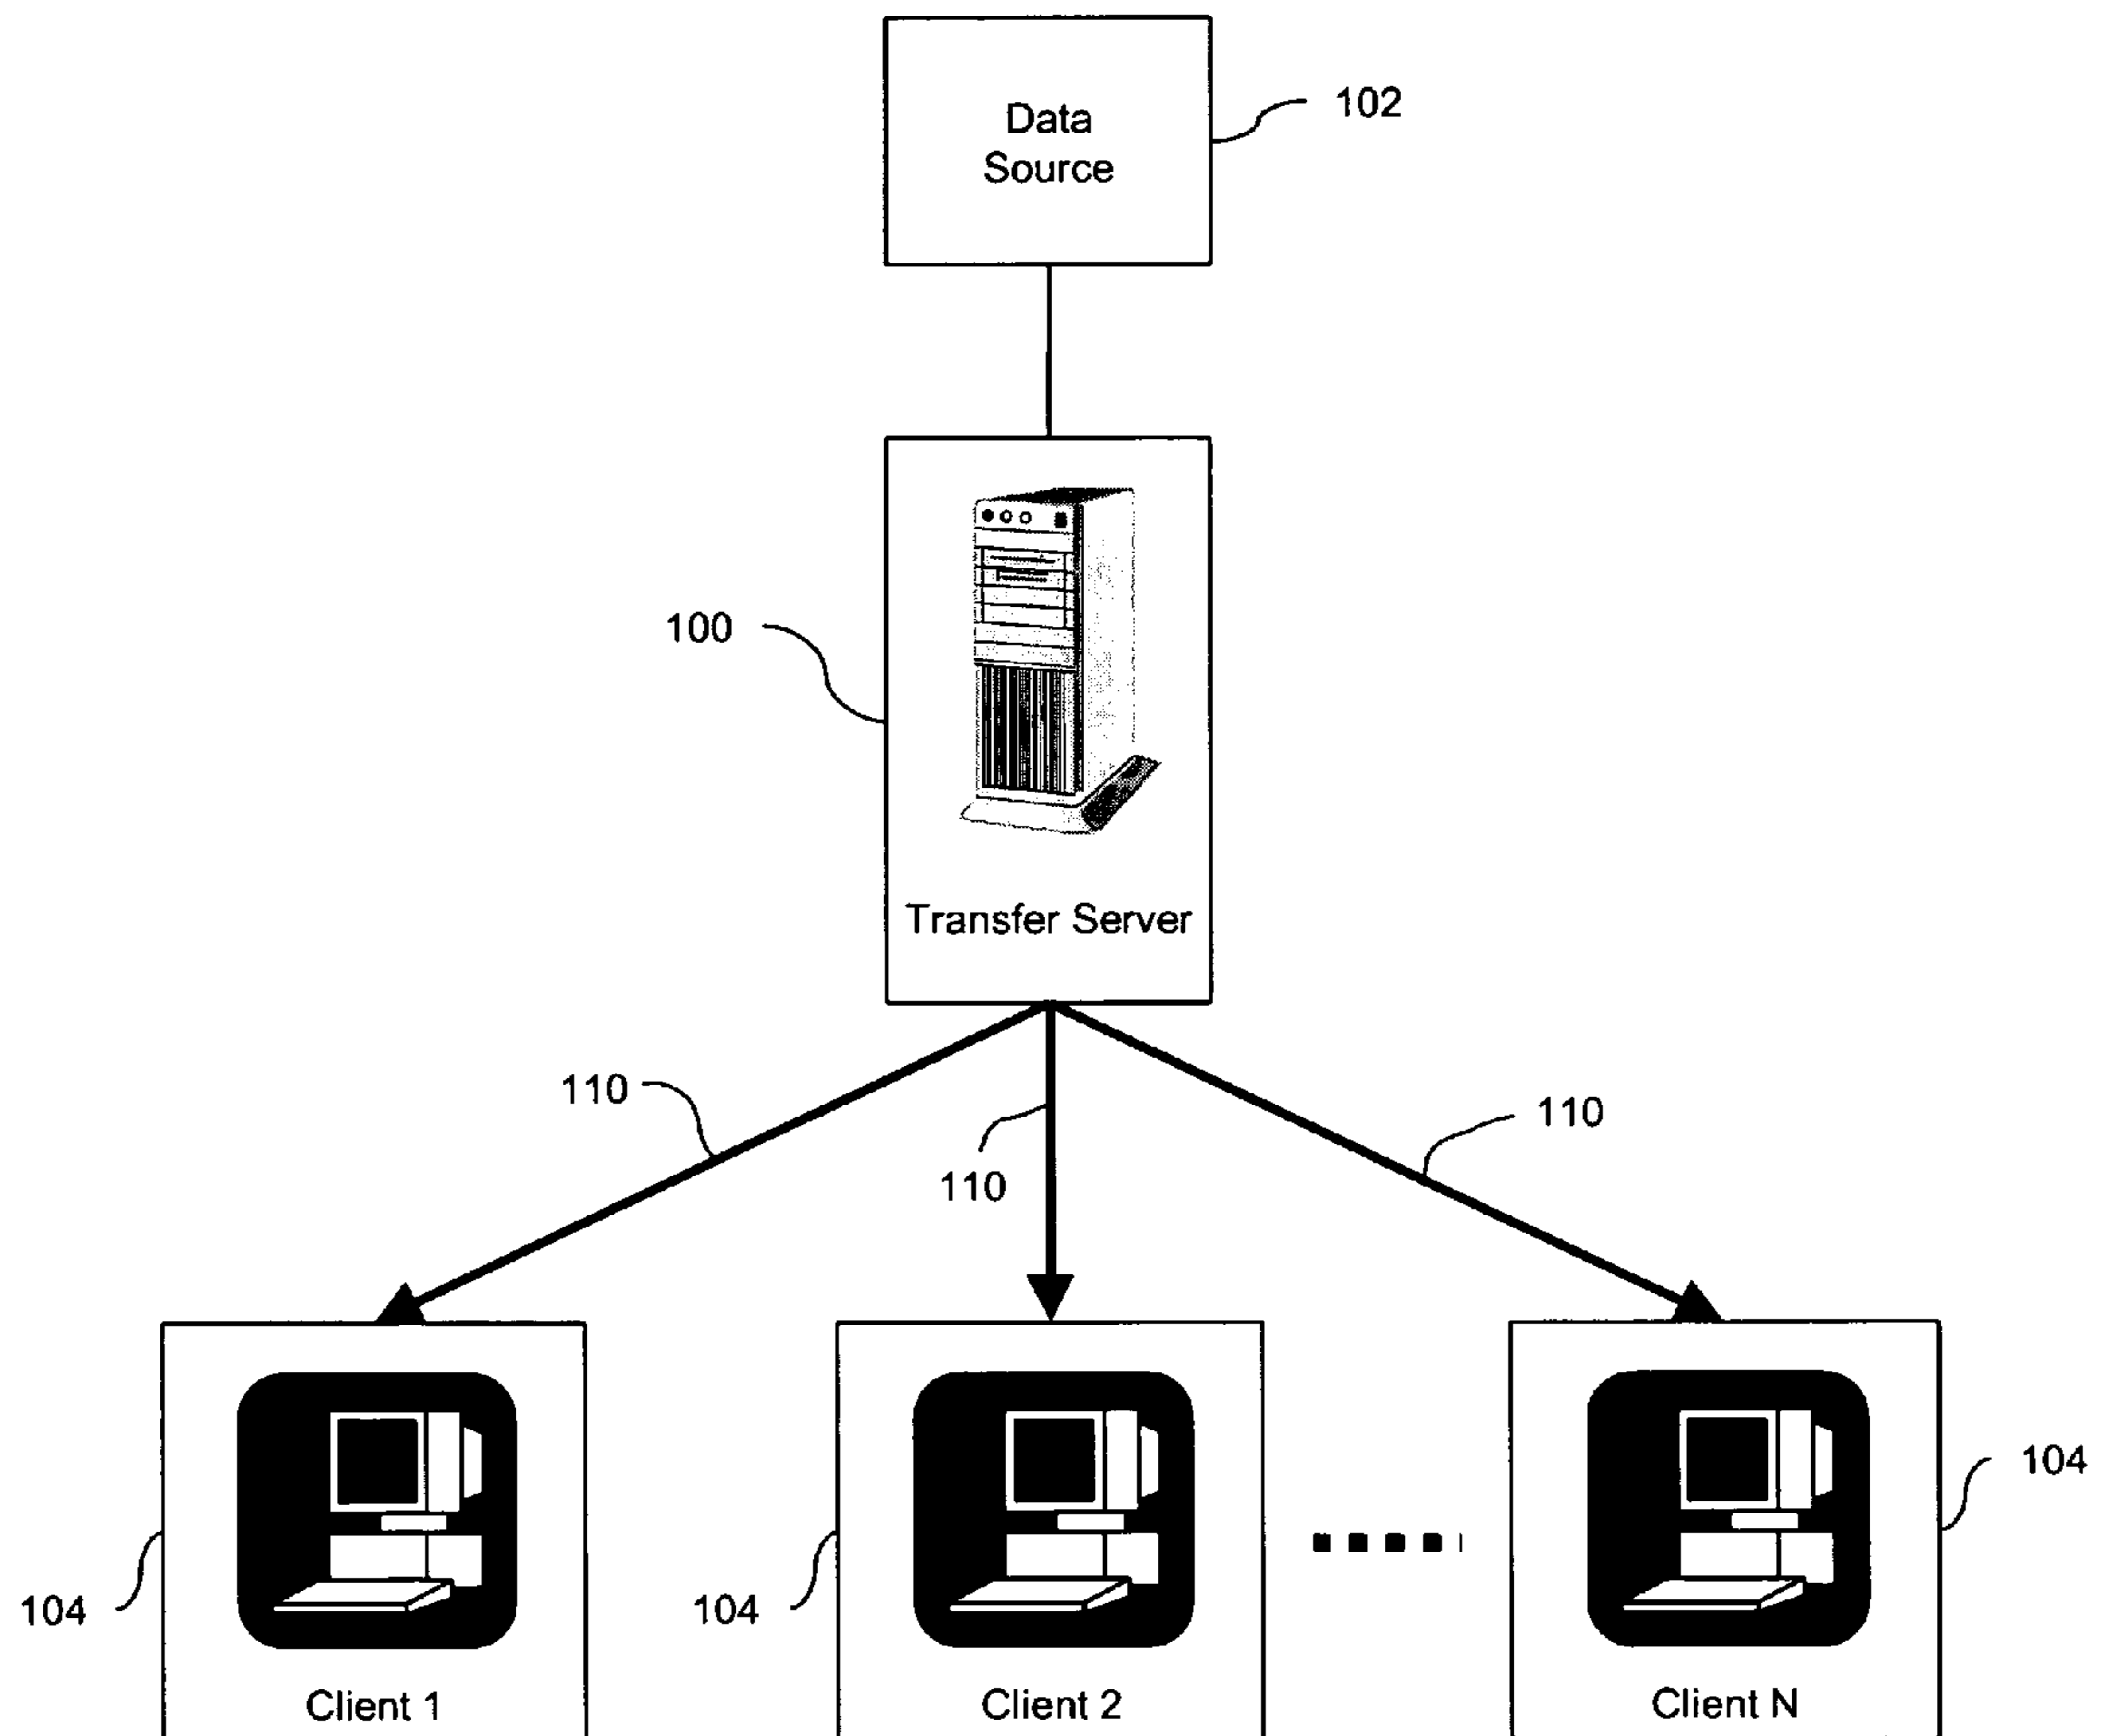 Data
Source
102
100
Transfer Server
110
110
110
104
104
104
Client 1
Client 2
Client N